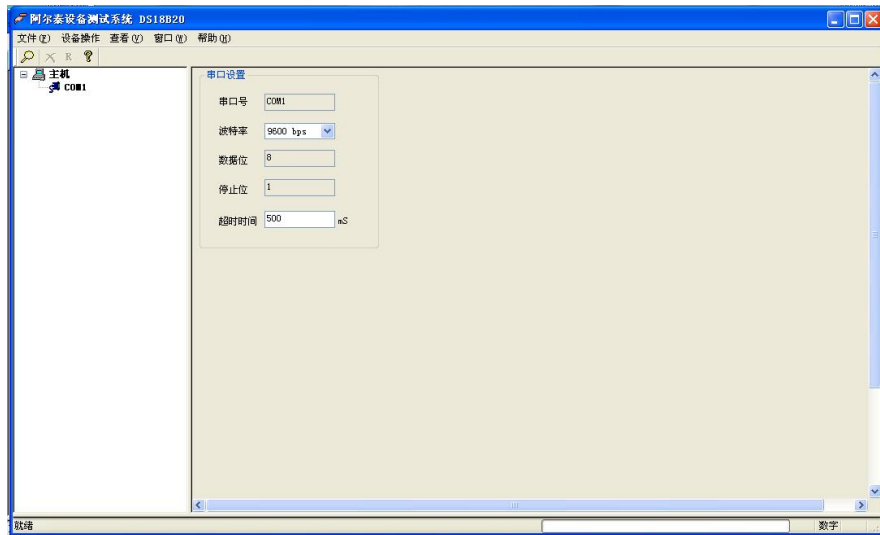 阿尔泰设备测试系统 DS18B20
文件(F) 设备操作 查看(V) 窗口(W) 帮助(H)
R
主机
COM1
串口设置
串口号 COM1
波特率 9600 bps
数据位 8
停止位 1
超时时间 500 mS
就绪 数字